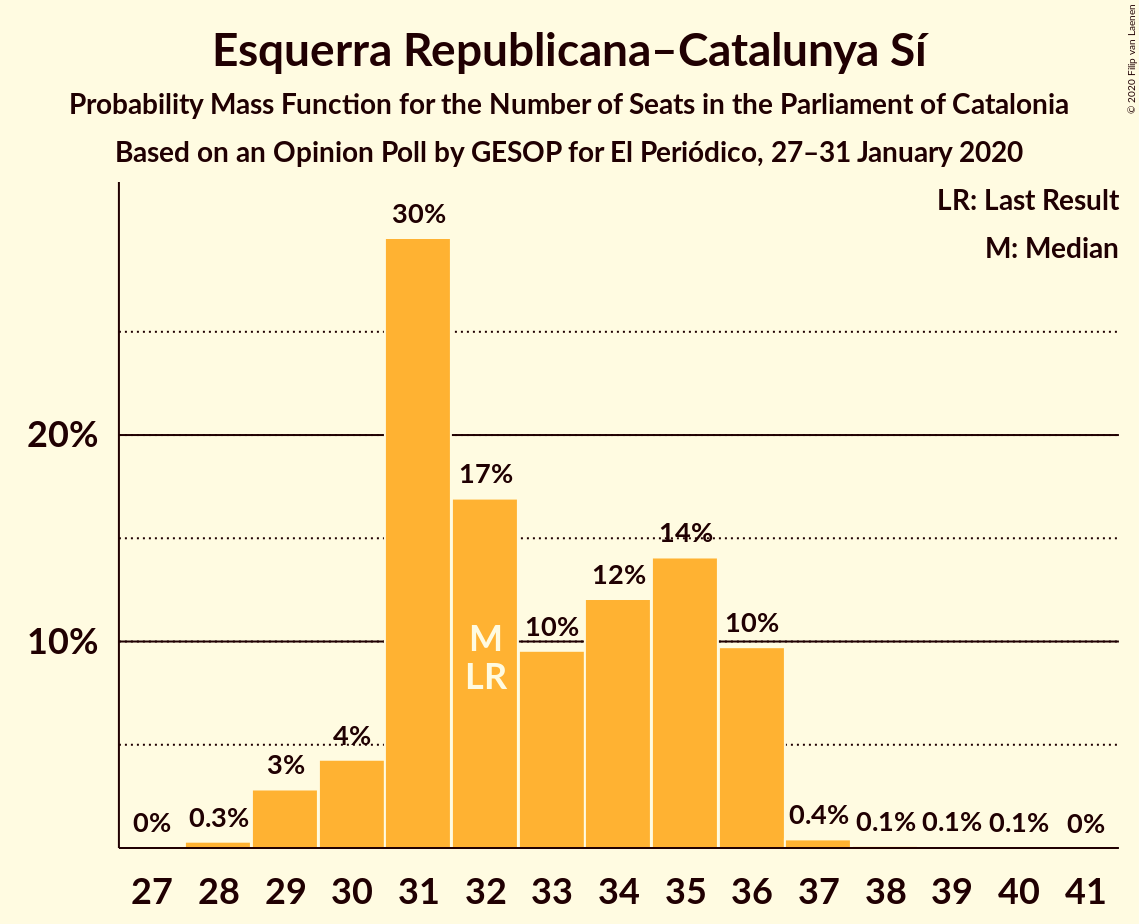 Esquerra Republicana–Catalunya Sí
Probability Mass Function for the Number of Seats in the Parliament of Catalonia
Based on an Opinion Poll by GESOP for El Periódico, 27–31 January 2020
© 2020 Filip van Laenen
LR: Last Result
M: Median
20%
10%
0%
0.3%
3%
4%
30%
17%
10%
12%
14%
10%
0.4%
0.1%
0.1%
0.1%
0%
M
LR
27 28 29 30 31 32 33 34 35 36 37 38 39 40 41